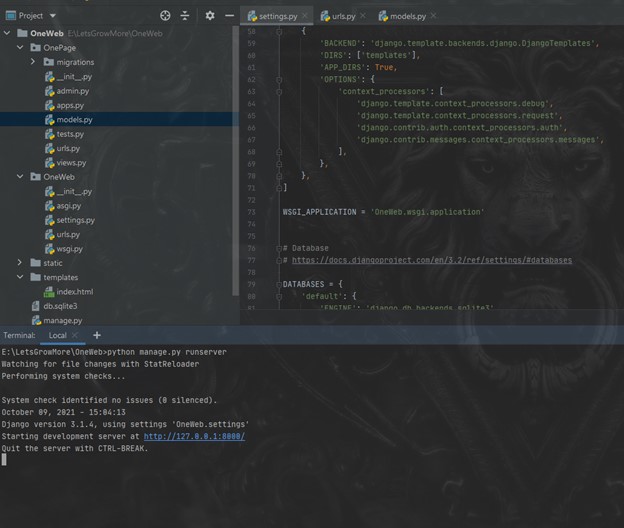 Project
OneWeb E:\LetsGrowMore\OneWeb
OnePage
migrations
__init__.py
admin.py
apps.py
models.py
tests.py
urls.py
views.py
OneWeb
__init__.py
asgi.py
settings.py
urls.py
wsgi.py
static
templates
index.html
db.sqlite3
manage.py
settings.py
urls.py
models.py
58 {
59 'BACKEND': 'django.template.backends.django.DjangoTemplates',
60 'DIRS': ['templates'],
61 'APP_DIRS': True,
62 'OPTIONS': {
63 'context_processors': [
64 'django.template.context_processors.debug',
65 'django.template.context_processors.request',
66 'django.contrib.auth.context_processors.auth',
67 'django.contrib.messages.context_processors.messages',
68 ],
69 },
70 },
71 ]
72
73 WSGI_APPLICATION = 'OneWeb.wsgi.application'
74
75
76 # Database
77 # https://docs.djangoproject.com/en/3.2/ref/settings/#databases
78
79 DATABASES = {
80 'default': {
81 'ENGINE': 'django.db.backends.sqlite3'
Terminal: Local
E:\LetsGrowMore\OneWeb>python manage.py runserver
Watching for file changes with StatReloader
Performing system checks...
System check identified no issues (0 silenced).
October 09, 2021 - 15:04:13
Django version 3.1.4, using settings 'OneWeb.settings'
Starting development server at http://127.0.0.1:8000/
Quit the server with CTRL-BREAK.